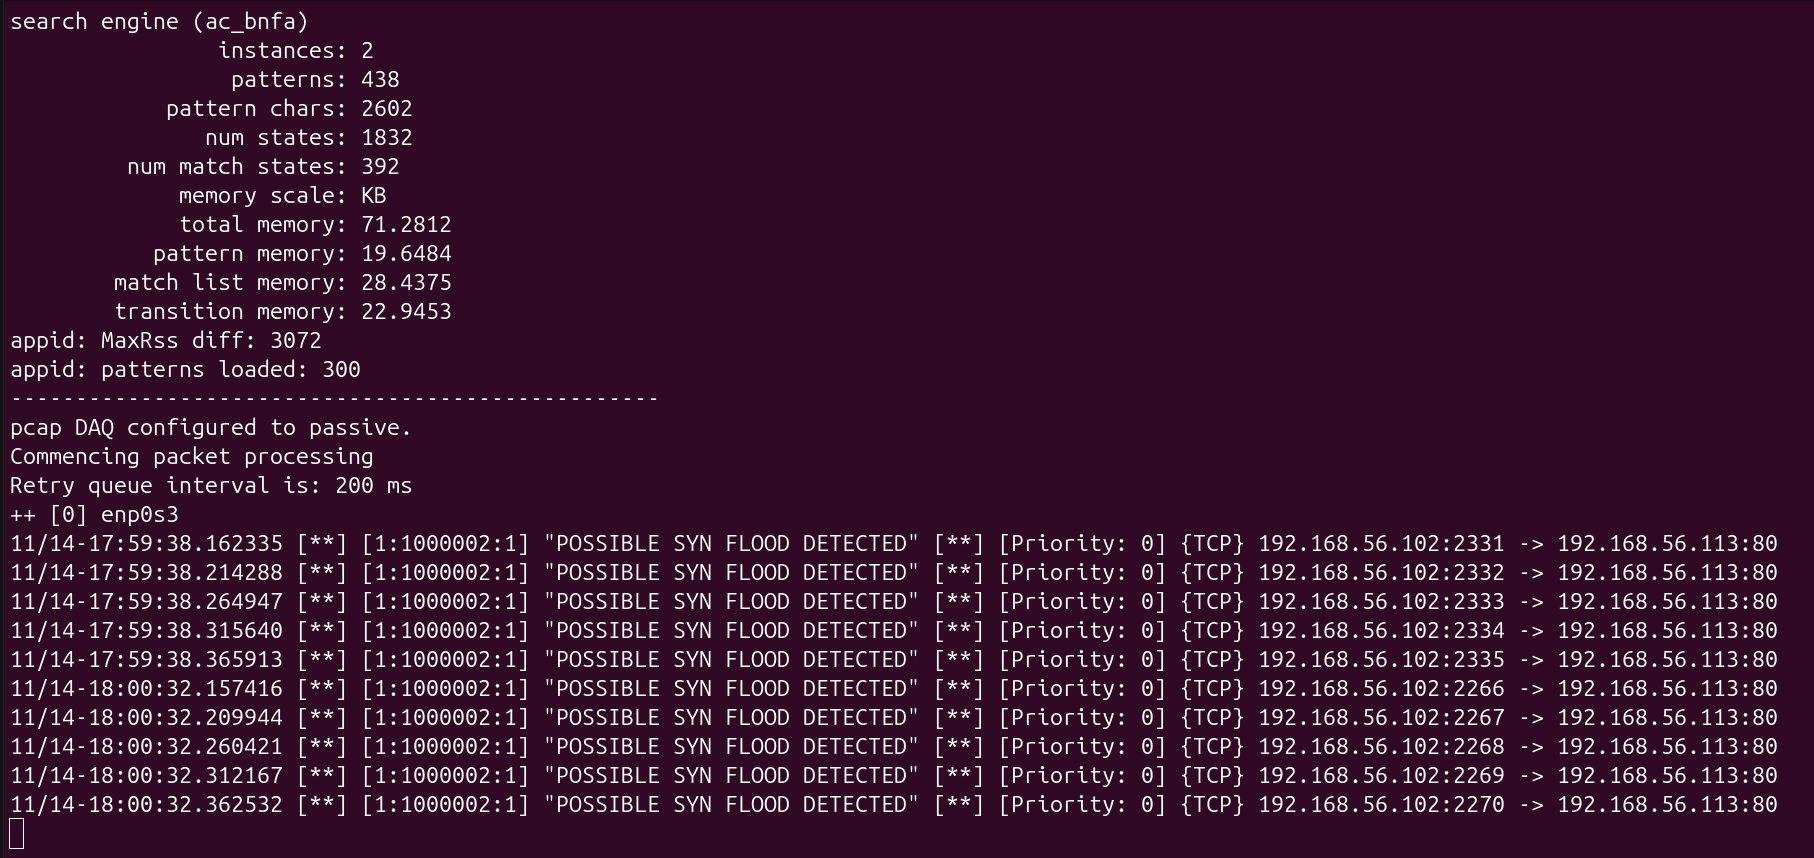 search engine (ac_bnfa)
instances: 2
patterns: 438
pattern chars: 2602
num states: 1832
num match states: 392
memory scale: KB
total memory: 71.2812
pattern memory: 19.6484
match list memory: 28.4375
transition memory: 22.9453
appid: MaxRss diff: 3072
appid: patterns loaded: 300
--------------------------------------------------
pcap DAQ configured to passive.
Commencing packet processing
Retry queue interval is: 200 ms
++ [0] enp0s3
11/14-17:59:38.162335 [**] [1:1000002:1] "POSSIBLE SYN FLOOD DETECTED" [**] [Priority: 0] {TCP} 192.168.56.102:2331 -> 192.168.56.113:80
11/14-17:59:38.214288 [**] [1:1000002:1] "POSSIBLE SYN FLOOD DETECTED" [**] [Priority: 0] {TCP} 192.168.56.102:2332 -> 192.168.56.113:80
11/14-17:59:38.264947 [**] [1:1000002:1] "POSSIBLE SYN FLOOD DETECTED" [**] [Priority: 0] {TCP} 192.168.56.102:2333 -> 192.168.56.113:80
11/14-17:59:38.315640 [**] [1:1000002:1] "POSSIBLE SYN FLOOD DETECTED" [**] [Priority: 0] {TCP} 192.168.56.102:2334 -> 192.168.56.113:80
11/14-17:59:38.365913 [**] [1:1000002:1] "POSSIBLE SYN FLOOD DETECTED" [**] [Priority: 0] {TCP} 192.168.56.102:2335 -> 192.168.56.113:80
11/14-18:00:32.157416 [**] [1:1000002:1] "POSSIBLE SYN FLOOD DETECTED" [**] [Priority: 0] {TCP} 192.168.56.102:2266 -> 192.168.56.113:80
11/14-18:00:32.209944 [**] [1:1000002:1] "POSSIBLE SYN FLOOD DETECTED" [**] [Priority: 0] {TCP} 192.168.56.102:2267 -> 192.168.56.113:80
11/14-18:00:32.260421 [**] [1:1000002:1] "POSSIBLE SYN FLOOD DETECTED" [**] [Priority: 0] {TCP} 192.168.56.102:2268 -> 192.168.56.113:80
11/14-18:00:32.312167 [**] [1:1000002:1] "POSSIBLE SYN FLOOD DETECTED" [**] [Priority: 0] {TCP} 192.168.56.102:2269 -> 192.168.56.113:80
11/14-18:00:32.362532 [**] [1:1000002:1] "POSSIBLE SYN FLOOD DETECTED" [**] [Priority: 0] {TCP} 192.168.56.102:2270 -> 192.168.56.113:80